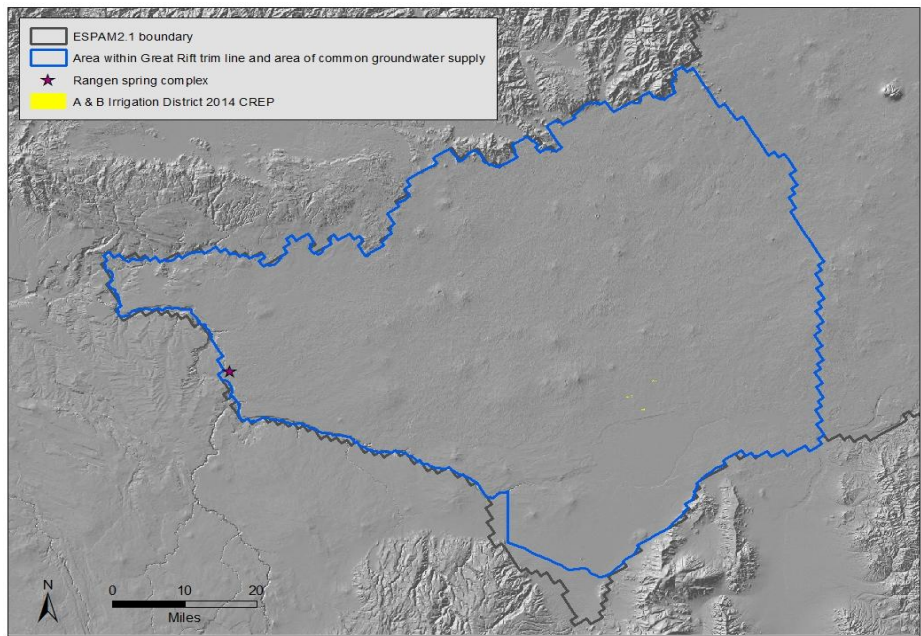 ESPAM2.1 boundary
Area within Great Rift trim line and area of common groundwater supply
Rangen spring complex
A & B Irrigation District 2014 CREP
N
0 10 20
Miles